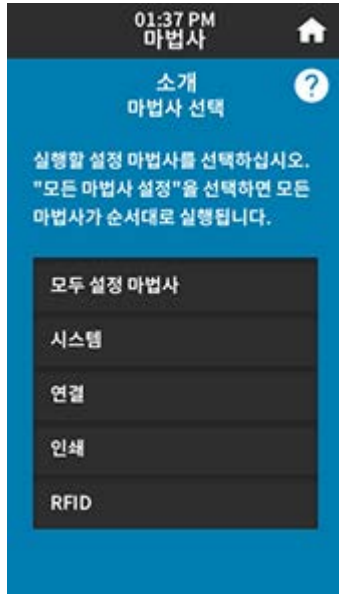 01:37 PM
마법사
소개
마법사 선택
?
실행할 설정 마법사를 선택하십시오.
"모든 마법사 설정"을 선택하면 모든
마법사가 순서대로 실행됩니다.
모두 설정 마법사
시스템
연결
인쇄
RFID